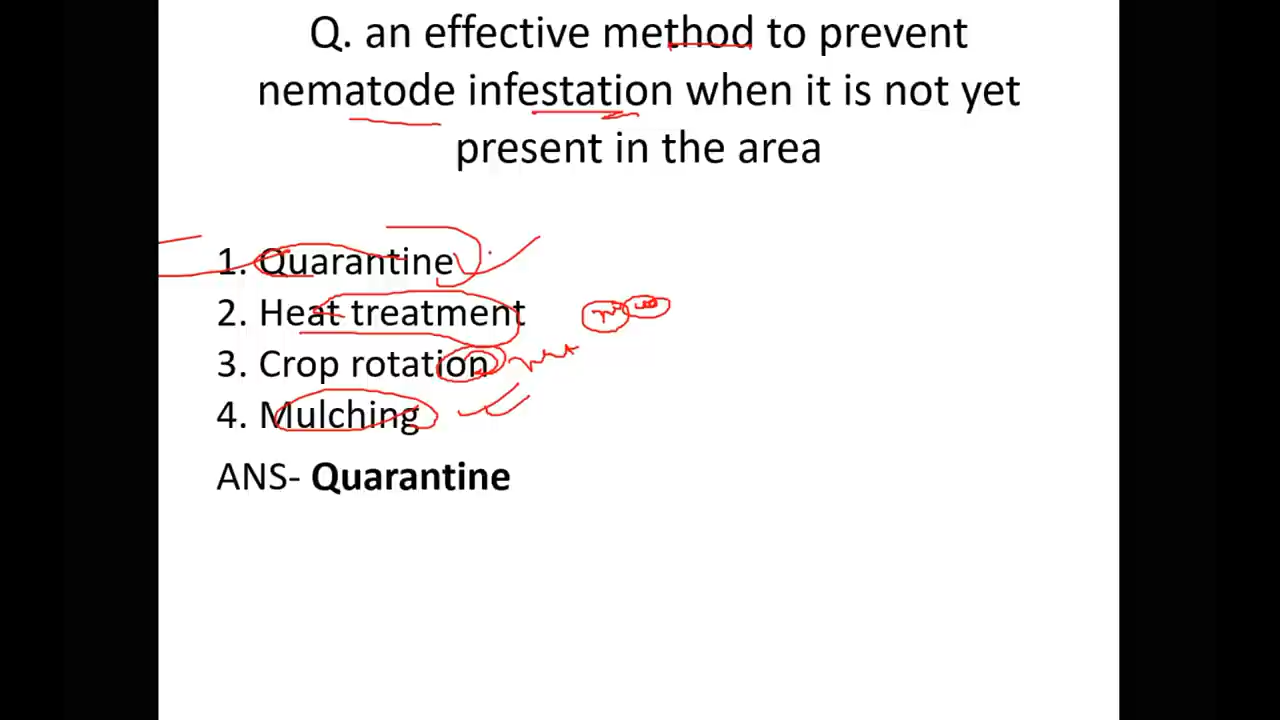 Q. an effective method to prevent
nematode infestation when it is not yet
present in the area
1. Quarantine
2. Heat treatment
3. Crop rotation
4. Mulching
ANS- Quarantine